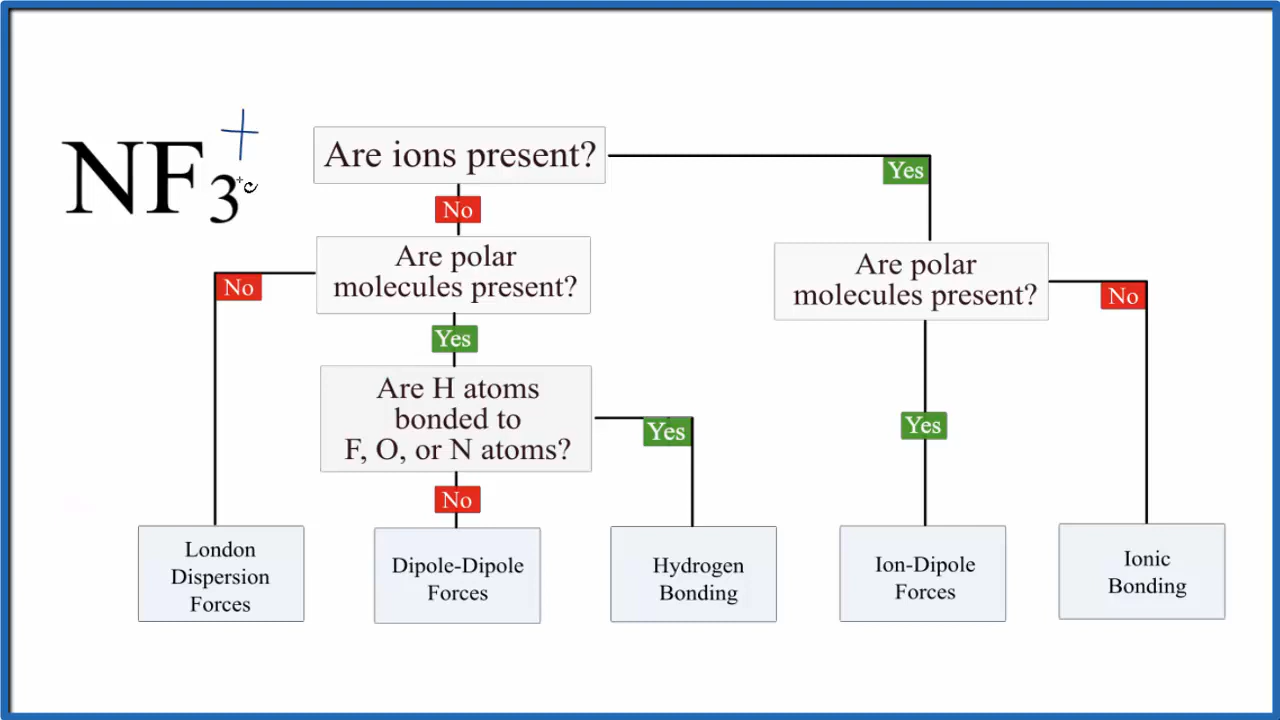 NF3+
Are ions present?
Yes
No
Are polar
molecules present?
No
Are polar
molecules present?
No
Yes
Are H atoms
bonded to
F, O, or N atoms?
Yes
Yes
No
London
Dispersion
Forces
Dipole-Dipole
Forces
Hydrogen
Bonding
Ion-Dipole
Forces
Ionic
Bonding